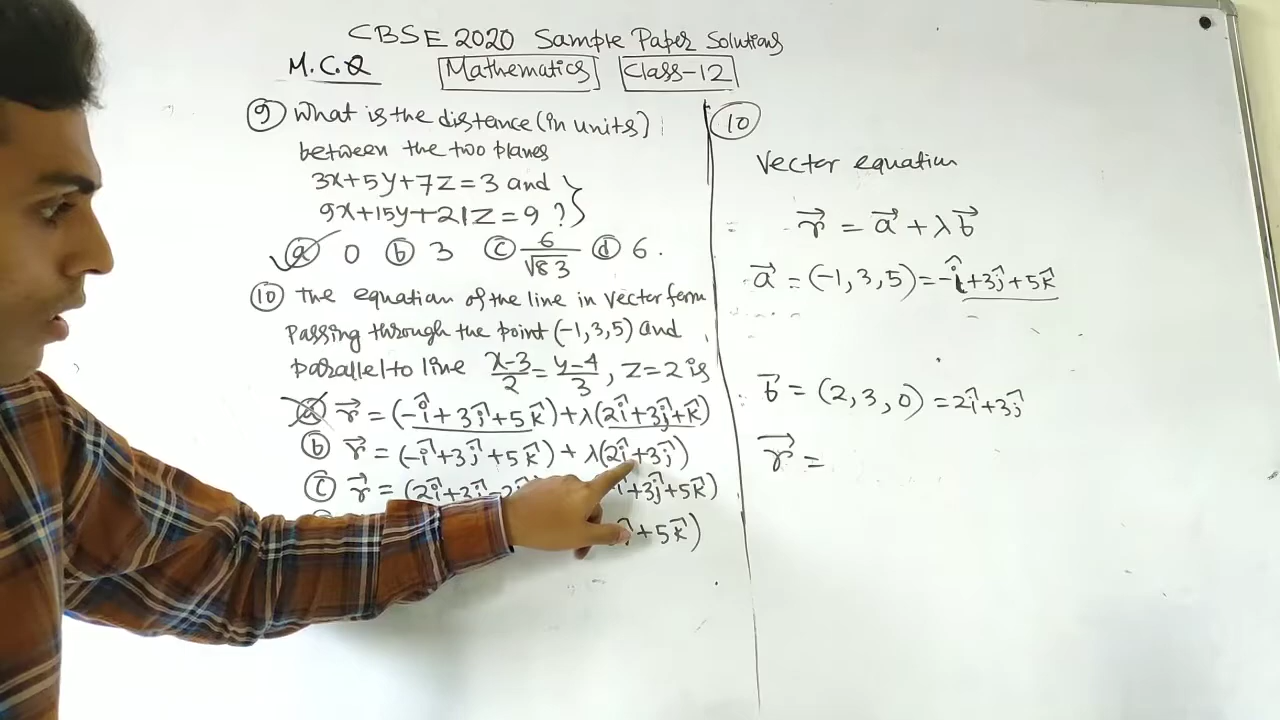 CBSE 2020 Sample Paper Solutions
M.C.Q Mathematics Class-12
9 What is the distance (in units)
between the two planes
3x+5y+7z=3 and
9x+15y+21z=9 ?
a 0 b 3 c 6/√83 d 6.
10 The equation of the line in vector form
passing through the point (-1,3,5) and
parallel to line x-3/2 = y-4/3, z=2 is
a r⃗ = (-î+3ĵ+5k̂)+λ(2î+3ĵ+k̂)
b r⃗ = (-î+3ĵ+5k̂)+λ(2î+3ĵ)
c r⃗ = (2î+3ĵ-2 +3ĵ+5k̂)
+5k̂)
10
Vector equation
r⃗ = a⃗ + λb⃗
a⃗ = (-1,3,5) = -î+3ĵ+5k̂
b⃗ = (2,3,0) = 2î+3ĵ
r⃗ =